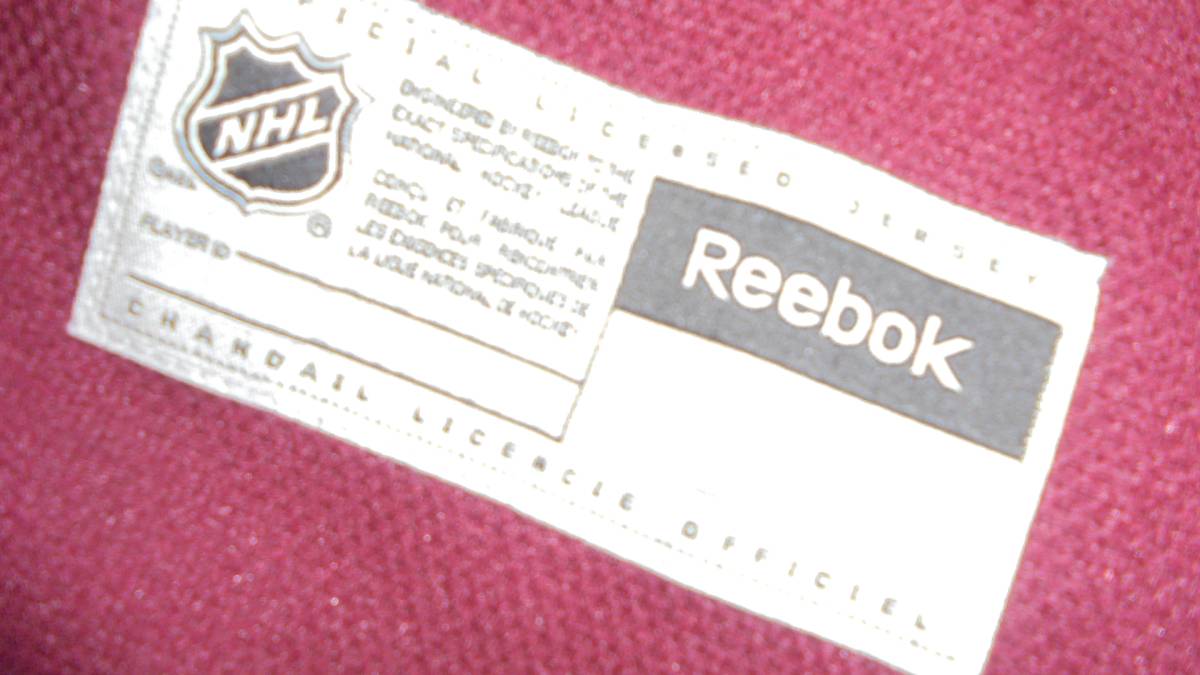 FICIAL LICENSED JERSEY
NHL
®
ENGINEERED BY REEBOK TO THE
EXACT SPECIFICATIONS OF THE
NATIONAL HOCKEY LEAGUE
CONÇU ET FABRIQUÉ PAR
REEBOK POUR RENCONTRER
LES EXIGENCES SPÉCIFIQUES DE
LA LIGUE NATIONALE DE HOCKEY
PLAYER ID
Reebok
CHANDAIL LICENCIÉ OFFICIEL